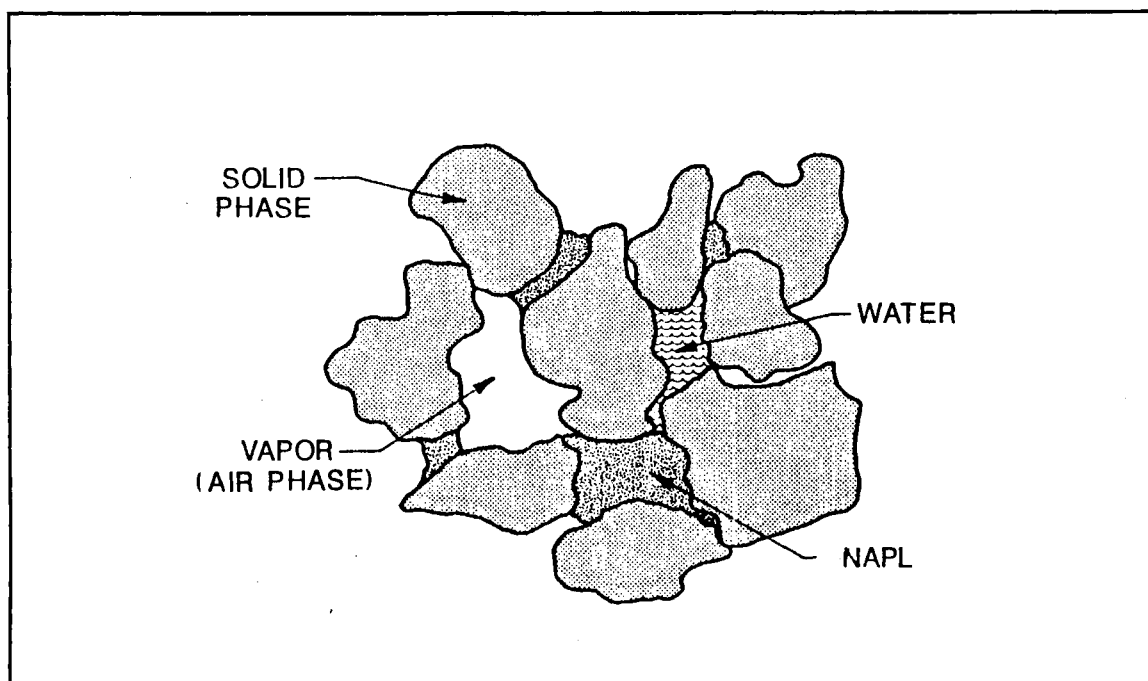 SOLID
PHASE
WATER
VAPOR
(AIR PHASE)
NAPL